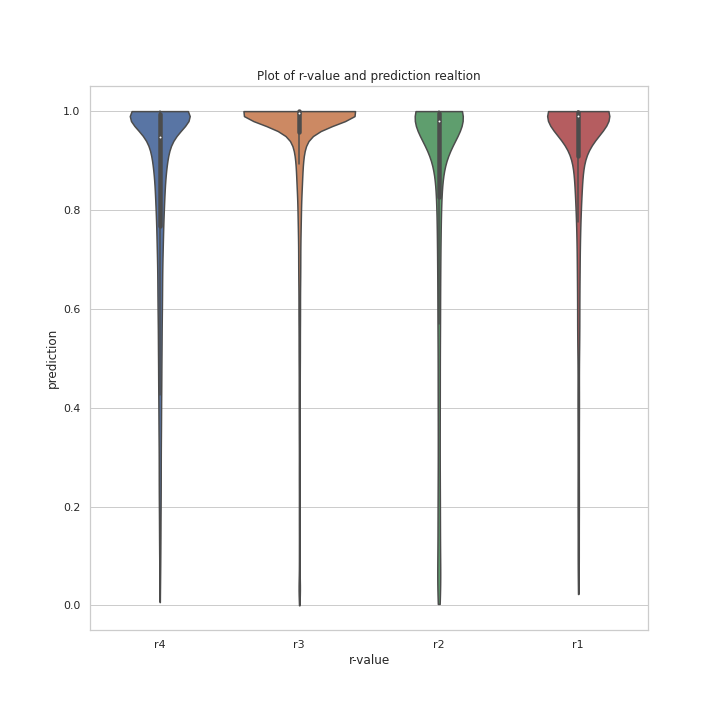 Plot of r-value and prediction realtion
1.0
0.8
0.6
0.4
0.2
0.0
prediction
r4 r3 r2 r1
r-value